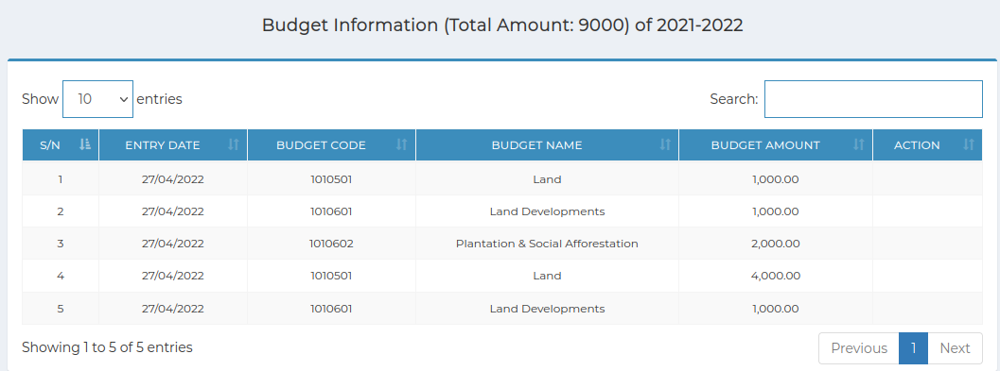 Budget Information (Total Amount: 9000) of 2021-2022
Show 10 entries Search:
S/N ENTRY DATE BUDGET CODE BUDGET NAME BUDGET AMOUNT ACTION
1 27/04/2022 1010501 Land 1,000.00
2 27/04/2022 1010601 Land Developments 1,000.00
3 27/04/2022 1010602 Plantation & Social Afforestation 2,000.00
4 27/04/2022 1010501 Land 4,000.00
5 27/04/2022 1010601 Land Developments 1,000.00
Showing 1 to 5 of 5 entries Previous 1 Next